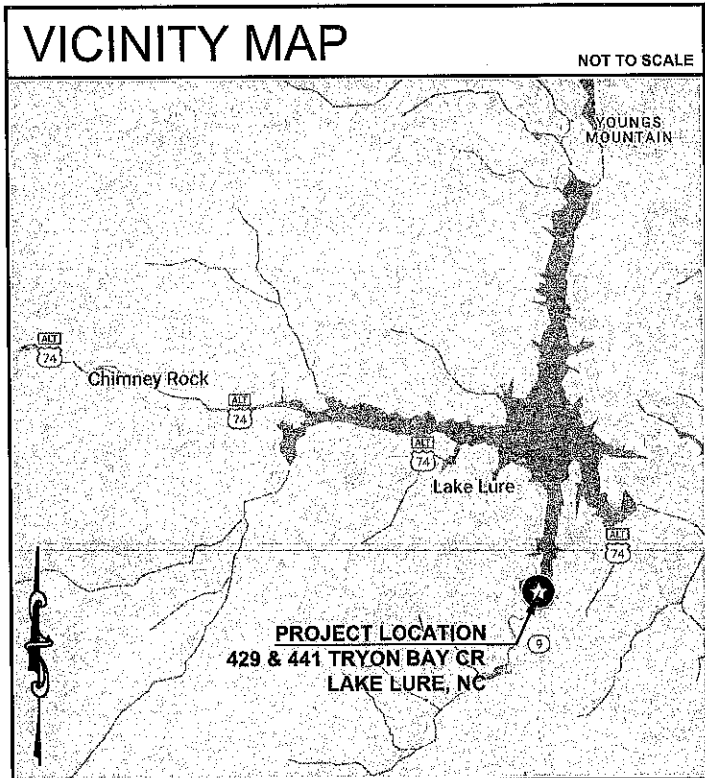 VICINITY MAP
NOT TO SCALE
YOUNGS
MOUNTAIN
ALT
74
Chimney Rock
ALT
74
ALT
74
Lake Lure
ALT
74
PROJECT LOCATION
9
429 & 441 TRYON BAY CR
LAKE LURE, NC